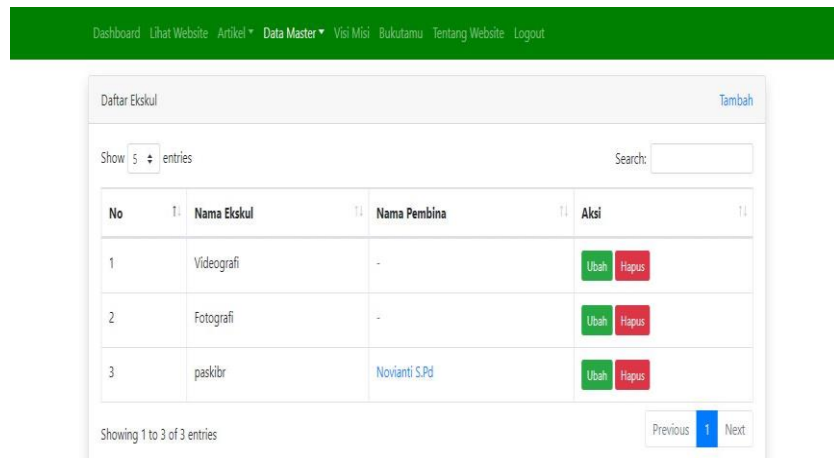 Dashboard Lihat Website Artikel Data Master Visi Misi Bukutamu Tentang Website Logout
Daftar Ekskul Tambah
Show 5 entries Search:
No Nama Ekskul Nama Pembina Aksi
1 Videografi - Ubah Hapus
2 Fotografi - Ubah Hapus
3 paskibr Novianti S.Pd Ubah Hapus
Showing 1 to 3 of 3 entries Previous 1 Next